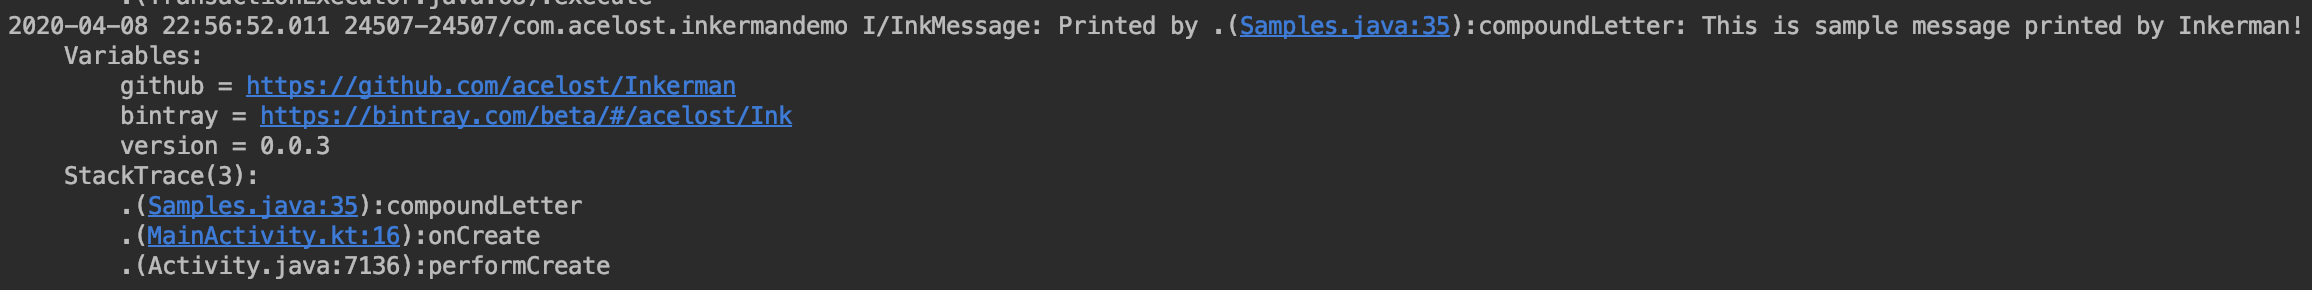 2020-04-08 22:56:52.011 24507-24507/com.acelost.inkermandemo I/InkMessage: Printed by .(Samples.java:35):compoundLetter: This is sample message printed by Inkerman!
Variables:
github = https://github.com/acelost/Inkerman
bintray = https://bintray.com/beta/#/acelost/Ink
version = 0.0.3
StackTrace(3):
.(Samples.java:35):compoundLetter
.(MainActivity.kt:16):onCreate
.(Activity.java:7136):performCreate